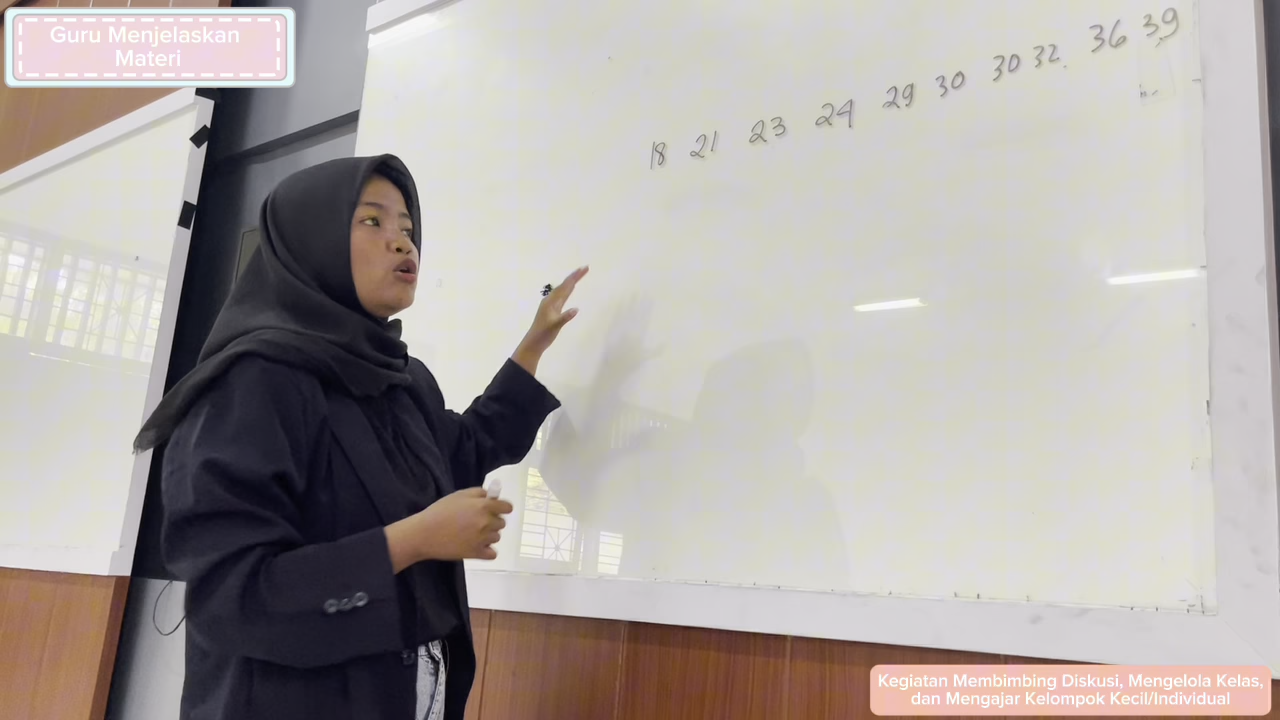 Guru Menjelaskan
Materi
18 21 23 24 29 30 30 32 36 39
Kegiatan Membimbing Diskusi, Mengelola Kelas,
dan Mengajar Kelompok Kecil/Individual